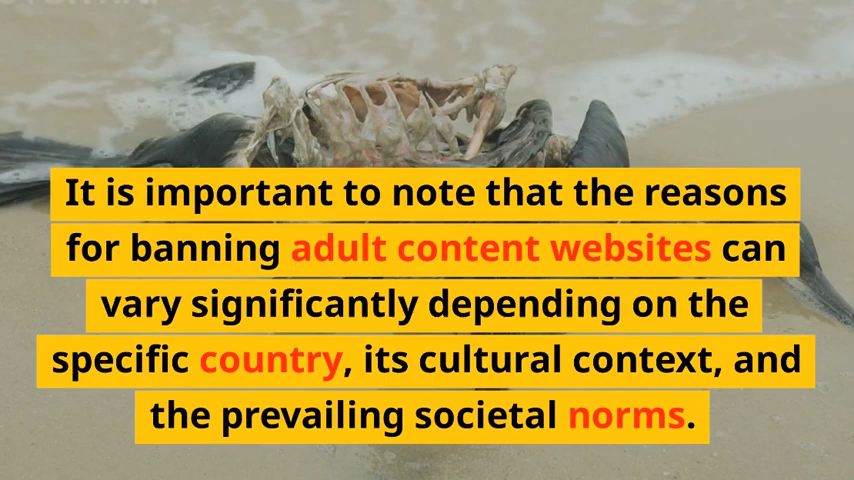 It is important to note that the reasons
for banning adult content websites can
vary significantly depending on the
specific country, its cultural context, and
the prevailing societal norms.